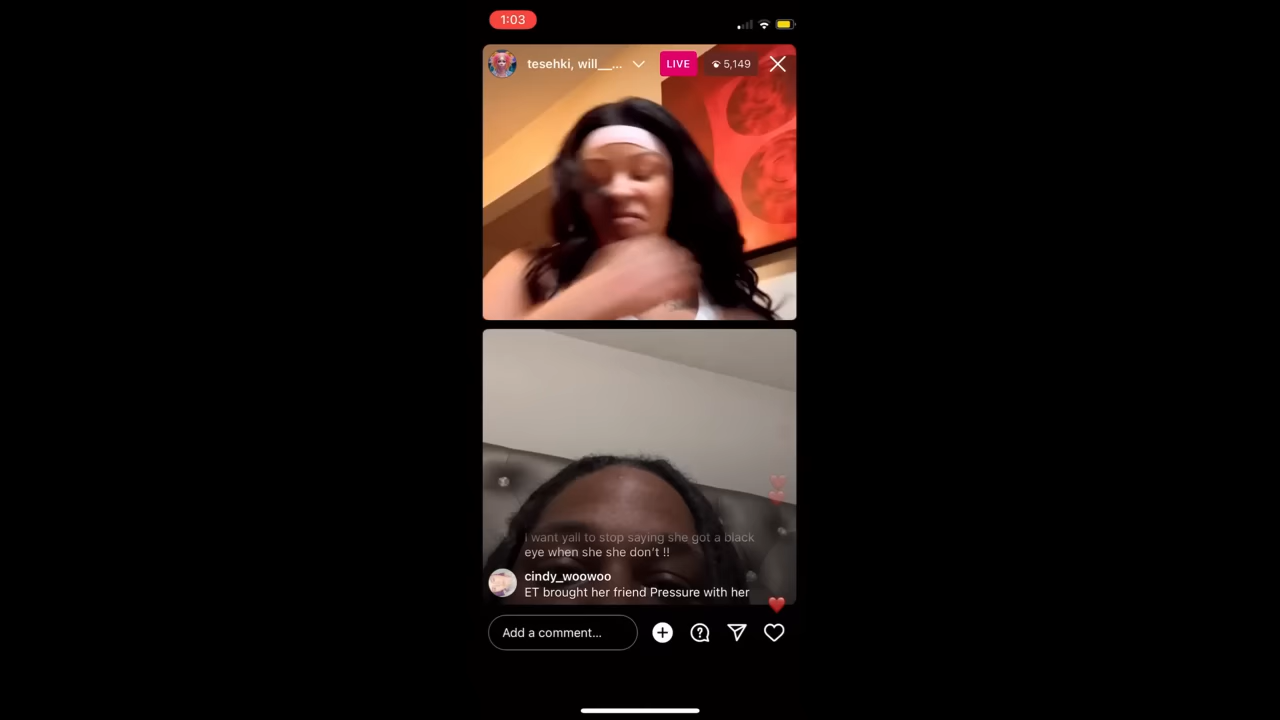 1:03
tesehki, will__... LIVE 5,149
i want yall to stop saying she got a black
eye when she she don't !!
cindy_woowoo
ET brought her friend Pressure with her
Add a comment...